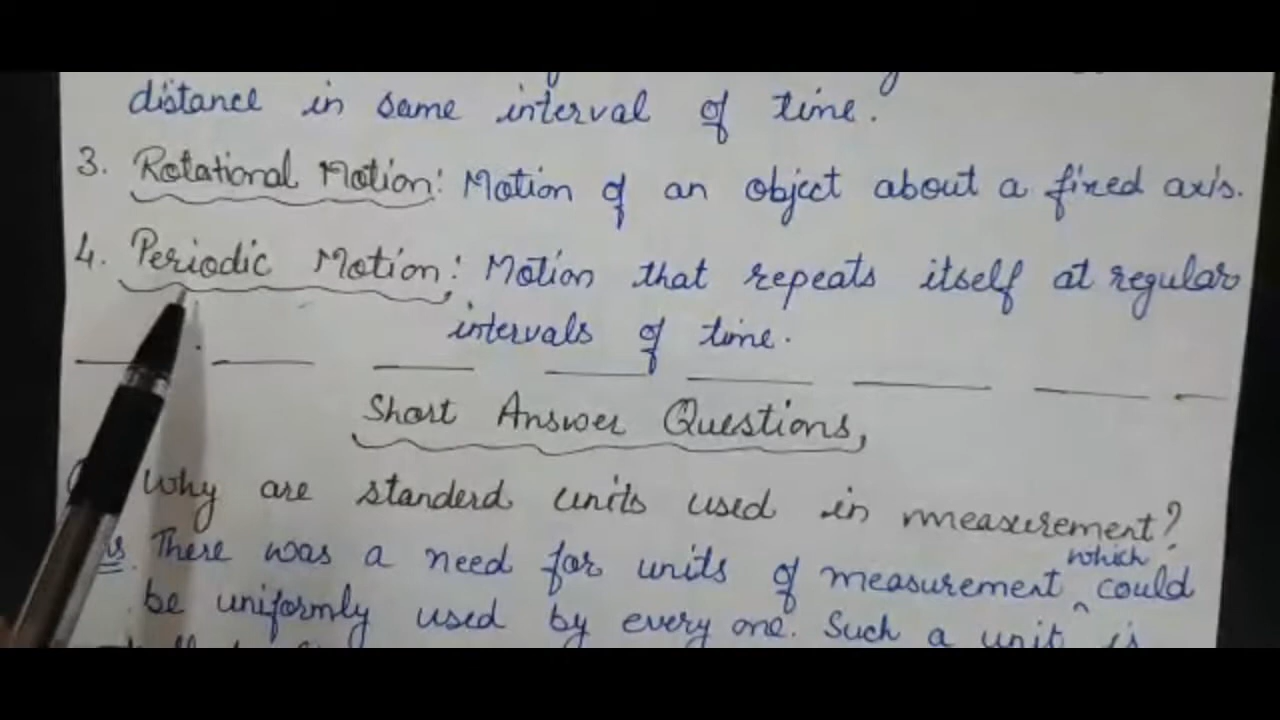 distance in same interval of time.
3. Rotational Motion: Motion of an object about a fixed axis.
4. Periodic Motion: Motion that repeats itself at regular
intervals of time.
Short Answer Questions,
Why are standerd units used in measurement?
There was a need for units of measurement which could
be uniformly used by every one. Such a unit is